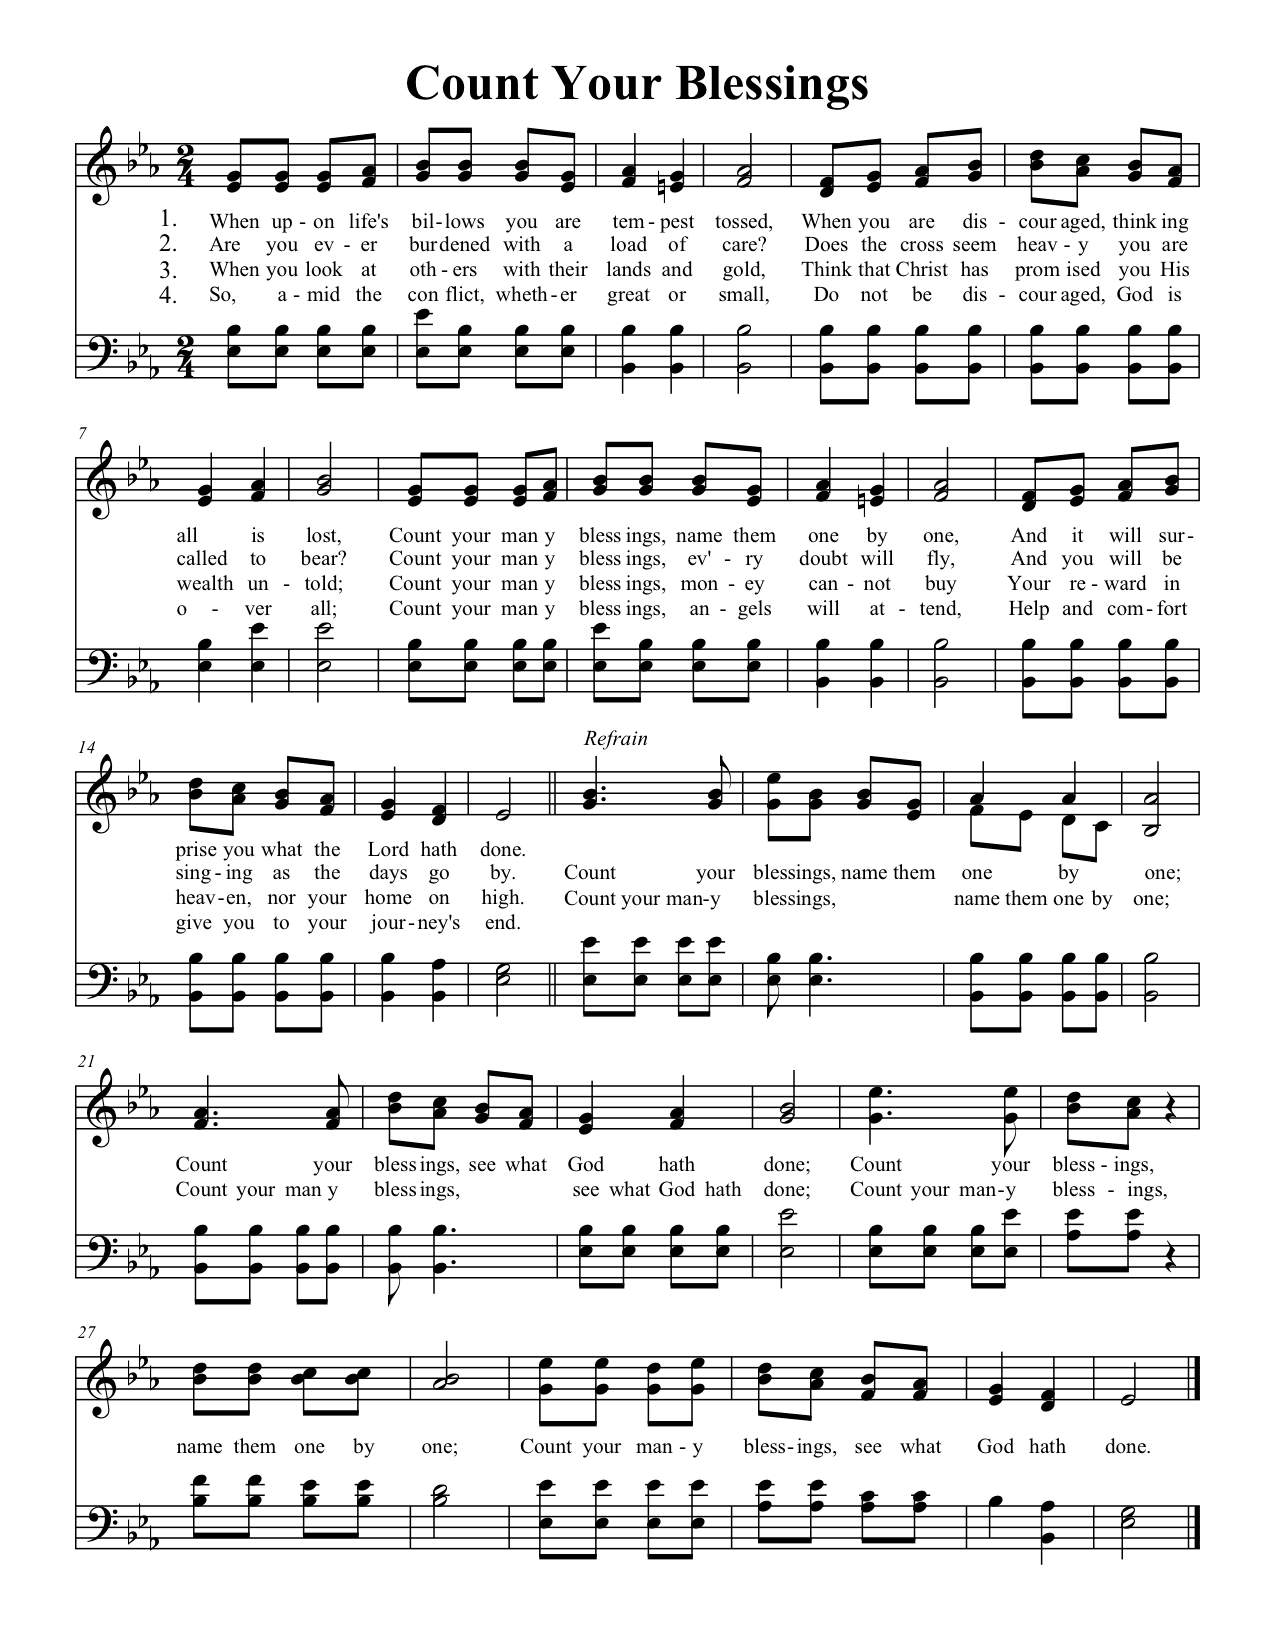 Count Your Blessings
2
4
1. When up - on life's bil - lows you are tem - pest tossed, When you are dis - cour aged, think ing
2. Are you ev - er bur dened with a load of care? Does the cross seem heav - y you are
3. When you look at oth - ers with their lands and gold, Think that Christ has prom ised you His
4. So, a - mid the con flict, wheth - er great or small, Do not be dis - cour aged, God is
2
4
7
all is lost, Count your man y bless ings, name them one by one, And it will sur -
called to bear? Count your man y bless ings, ev' - ry doubt will fly, And you will be
wealth un - told; Count your man y bless ings, mon - ey can - not buy Your re - ward in
o - ver all; Count your man y bless ings, an - gels will at - tend, Help and com - fort
14
Refrain
prise you what the Lord hath done.
sing - ing as the days go by. Count your blessings, name them one by one;
heav - en, nor your home on high. Count your man - y blessings, name them one by one;
give you to your jour - ney's end.
21
Count your bless ings, see what God hath done; Count your bless - ings,
Count your man y bless ings, see what God hath done; Count your man - y bless - ings,
27
name them one by one; Count your man - y bless - ings, see what God hath done.